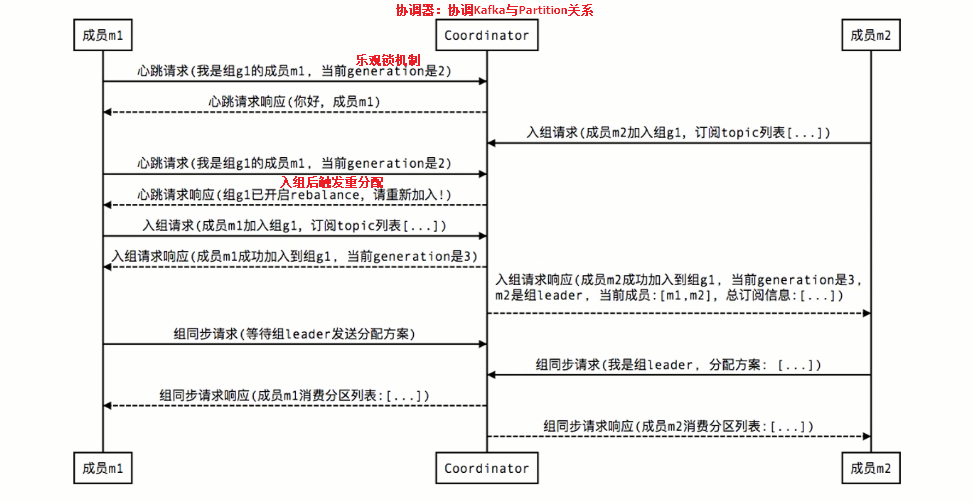 协调器：协调Kafka与Partition关系
成员m1
Coordinator
成员m2
乐观锁机制
心跳请求(我是组g1的成员m1, 当前generation是2)
心跳请求响应(你好, 成员m1)
入组请求(成员m2加入组g1, 订阅topic列表[...])
心跳请求(我是组g1的成员m1, 当前generation是2)
入组后触发重分配
心跳请求响应(组g1已开启rebalance, 请重新加入!)
入组请求(成员m1加入组g1, 订阅topic列表[...])
入组请求响应(成员m1成功加入到组g1, 当前generation是3)
入组请求响应(成员m2成功加入到组g1, 当前generation是3,
m2是组leader, 当前成员:[m1,m2], 总订阅信息:[...])
组同步请求(等待组leader发送分配方案)
组同步请求(我是组leader, 分配方案: [...])
组同步请求响应(成员m1消费分区列表:[...])
组同步请求响应(成员m2消费分区列表:[...])
成员m1
Coordinator
成员m2